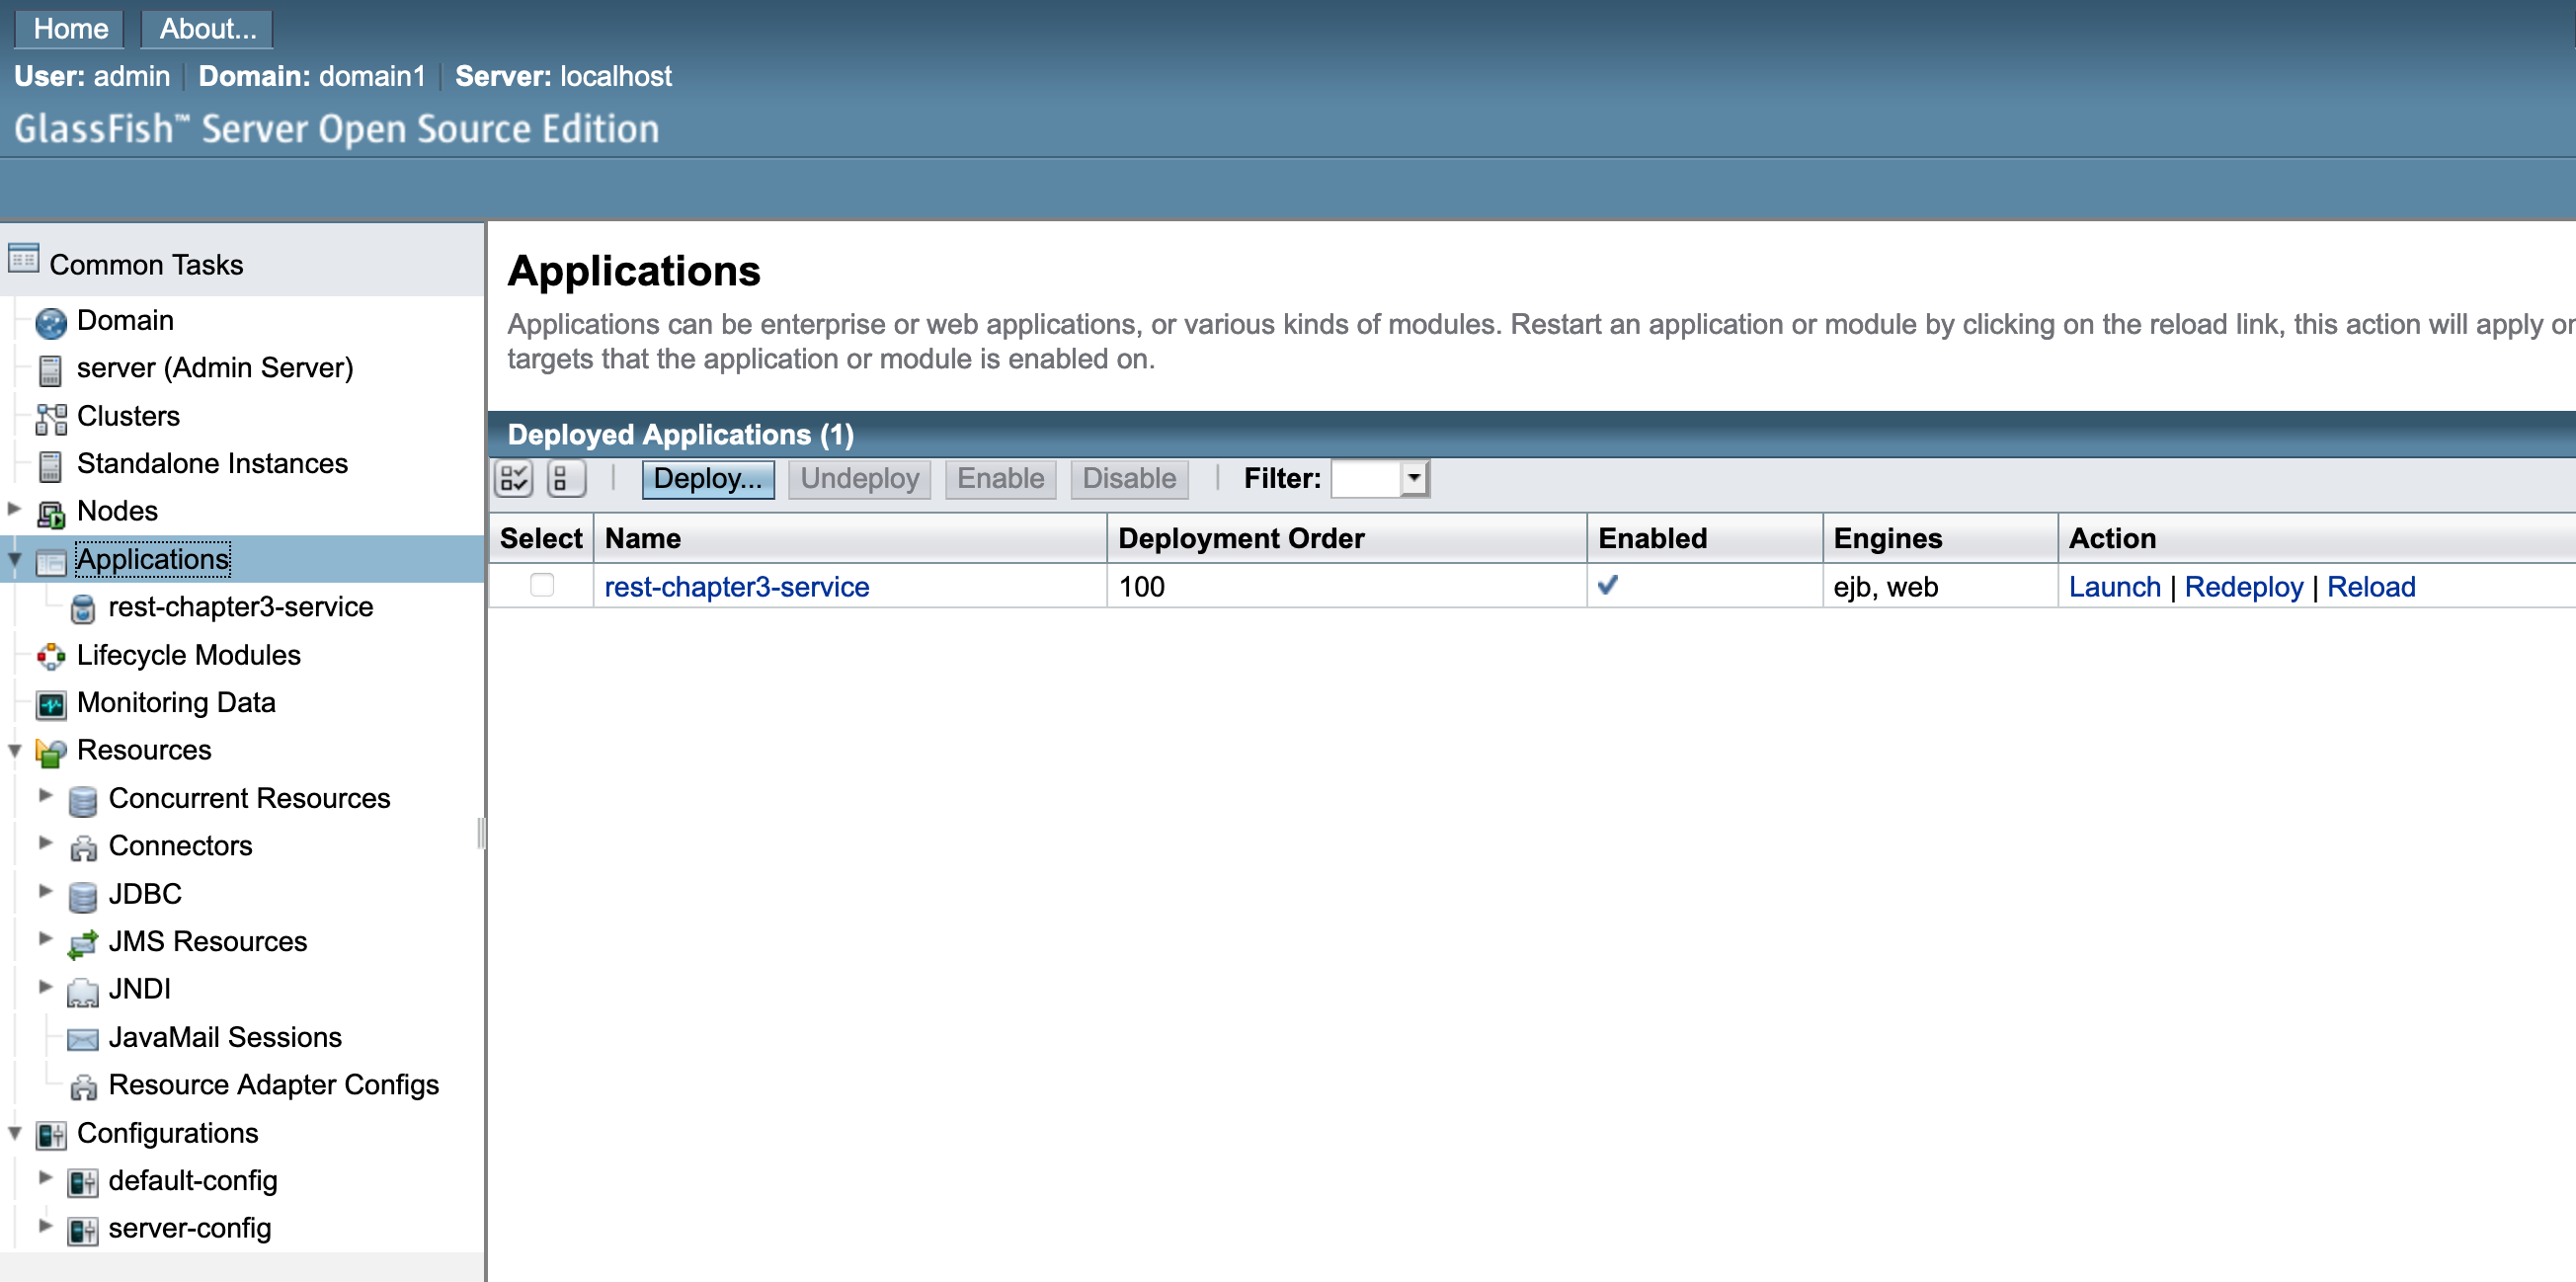 Home About...
User: admin Domain: domain1 Server: localhost
GlassFish™ Server Open Source Edition
Common Tasks
Domain
server (Admin Server)
Clusters
Standalone Instances
Nodes
Applications
rest-chapter3-service
Lifecycle Modules
Monitoring Data
Resources
Concurrent Resources
Connectors
JDBC
JMS Resources
JNDI
JavaMail Sessions
Resource Adapter Configs
Configurations
default-config
server-config
Applications
Applications can be enterprise or web applications, or various kinds of modules. Restart an application or module by clicking on the reload link, this action will apply
targets that the application or module is enabled on.
Deployed Applications (1)
Deploy... Undeploy Enable Disable Filter:
Select Name Deployment Order Enabled Engines Action
rest-chapter3-service 100 ejb, web Launch | Redeploy | Reload